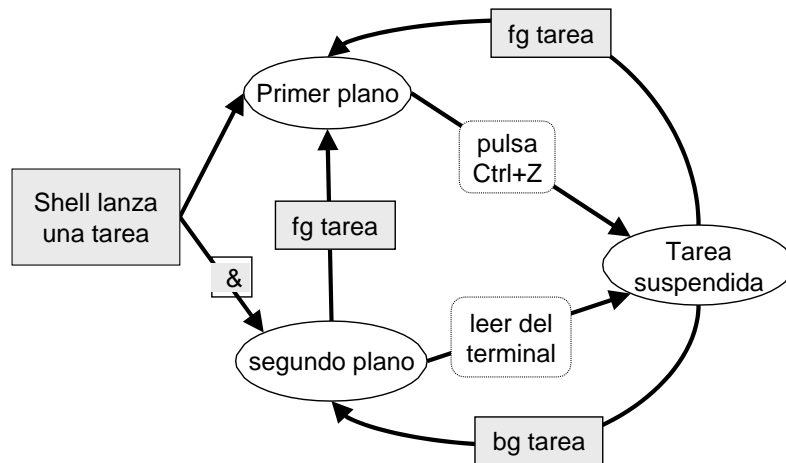 fg tarea
Primer plano
pulsa
Ctrl+Z
Shell lanza
una tarea
fg tarea
Tarea
suspendida
&
leer del
terminal
segundo plano
bg tarea